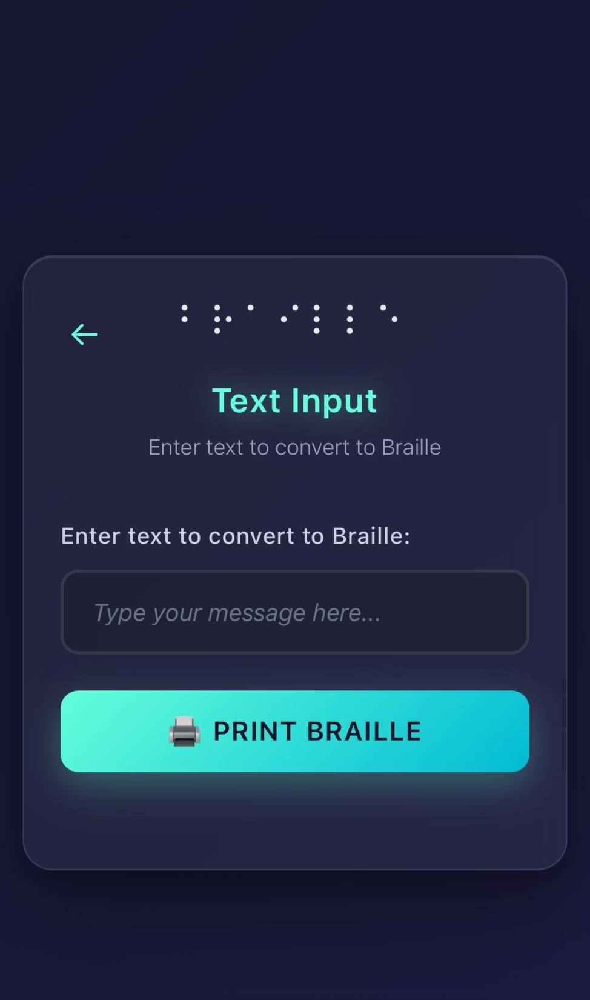 ⠃⠗⠁⠊⠇⠇⠑
Text Input
Enter text to convert to Braille
Enter text to convert to Braille:
Type your message here...
PRINT BRAILLE